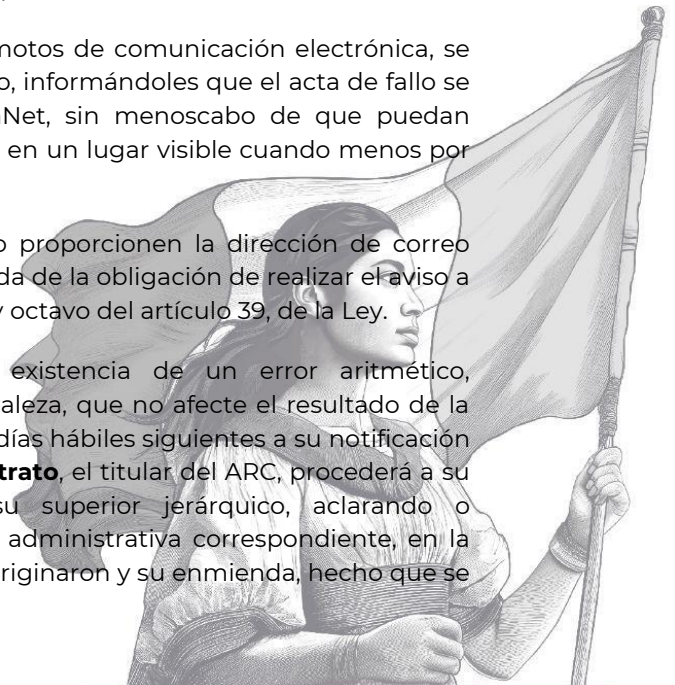 motos de comunicación electrónica, se
o, informándoles que el acta de fallo se
Net, sin menoscabo de que puedan
en un lugar visible cuando menos por
o proporcionen la dirección de correo
da de la obligación de realizar el aviso a
y octavo del artículo 39, de la Ley.
existencia de un error aritmético,
aleza, que no afecte el resultado de la
días hábiles siguientes a su notificación
trato, el titular del ARC, procederá a su
su superior jerárquico, aclarando o
administrativa correspondiente, en la
riginaron y su enmienda, hecho que se